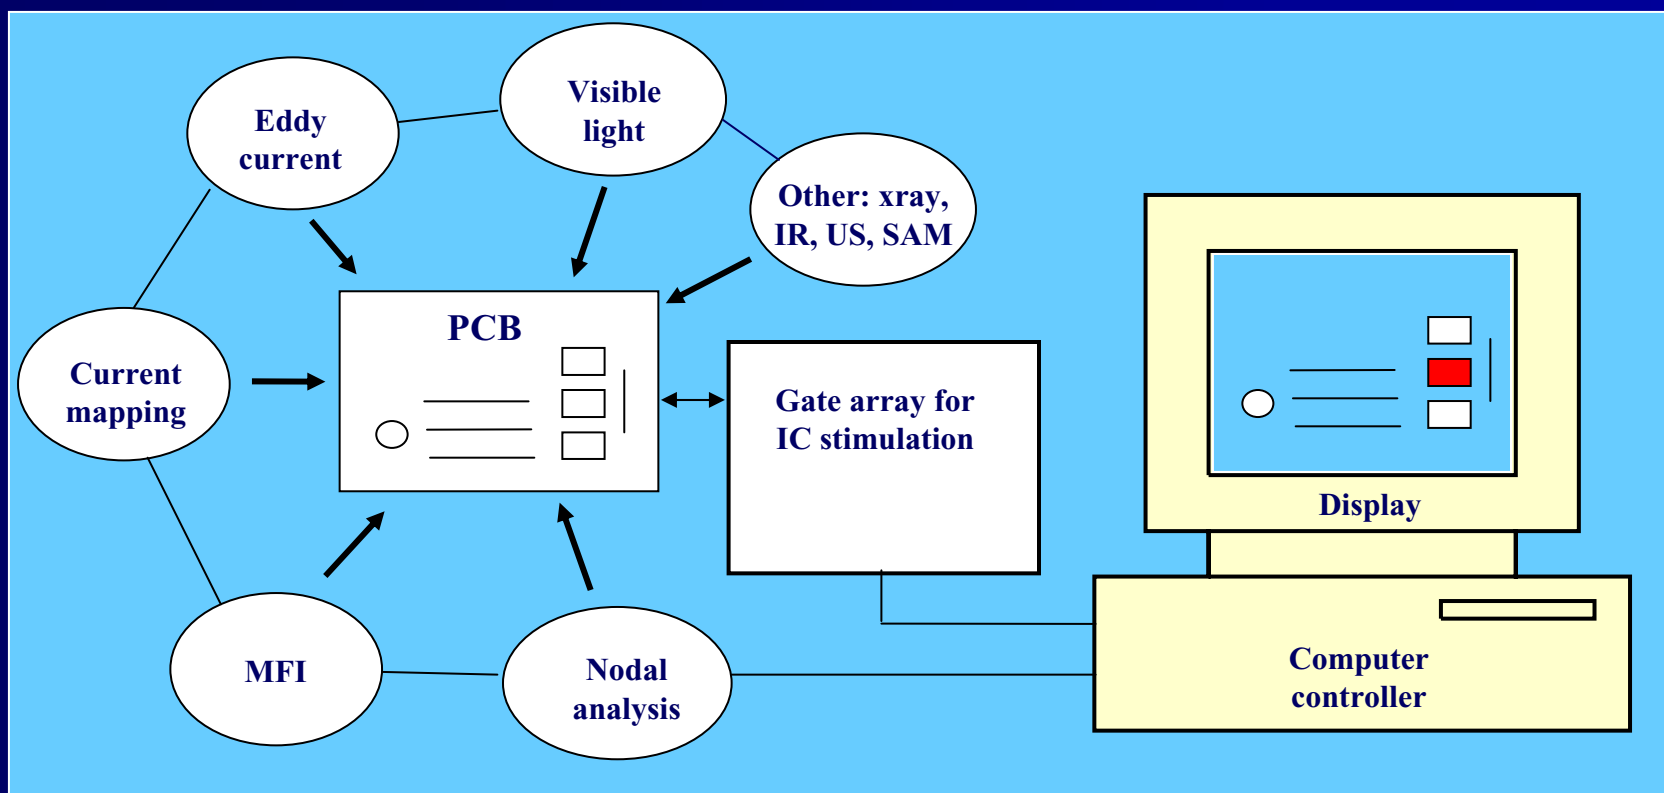 Visible
light
Eddy
current
Other: xray,
IR, US, SAM
PCB
Current
mapping
Gate array for
IC stimulation
Display
MFI
Nodal
analysis
Computer
controller